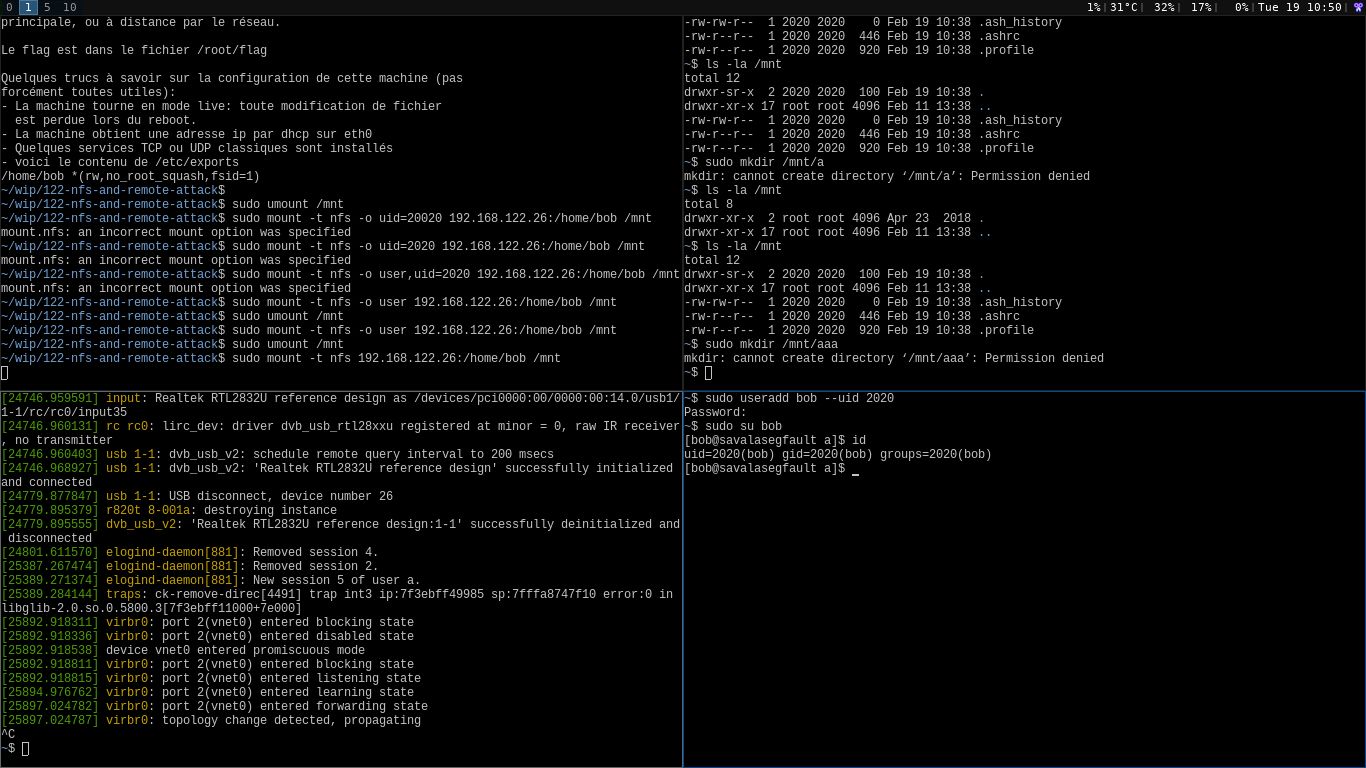 0 1 5 10
1%| 31°C| 32%| 17%| 0%|Tue 19 10:50|
principale, ou à distance par le réseau.
Le flag est dans le fichier /root/flag
Quelques trucs à savoir sur la configuration de cette machine (pas
forcément toutes utiles):
- La machine tourne en mode live: toute modification de fichier
  est perdue lors du reboot.
- La machine obtient une adresse ip par dhcp sur eth0
- Quelques services TCP ou UDP classiques sont installés
- voici le contenu de /etc/exports
/home/bob *(rw,no_root_squash,fsid=1)
~/wip/122-nfs-and-remote-attack$
~/wip/122-nfs-and-remote-attack$ sudo umount /mnt
~/wip/122-nfs-and-remote-attack$ sudo mount -t nfs -o uid=20020 192.168.122.26:/home/bob /mnt
mount.nfs: an incorrect mount option was specified
~/wip/122-nfs-and-remote-attack$ sudo mount -t nfs -o uid=2020 192.168.122.26:/home/bob /mnt
mount.nfs: an incorrect mount option was specified
~/wip/122-nfs-and-remote-attack$ sudo mount -t nfs -o user,uid=2020 192.168.122.26:/home/bob /mnt
mount.nfs: an incorrect mount option was specified
~/wip/122-nfs-and-remote-attack$ sudo mount -t nfs -o user 192.168.122.26:/home/bob /mnt
~/wip/122-nfs-and-remote-attack$ sudo umount /mnt
~/wip/122-nfs-and-remote-attack$ sudo mount -t nfs -o user 192.168.122.26:/home/bob /mnt
~/wip/122-nfs-and-remote-attack$ sudo umount /mnt
~/wip/122-nfs-and-remote-attack$ sudo mount -t nfs 192.168.122.26:/home/bob /mnt
-rw-rw-r--  1 2020 2020    0 Feb 19 10:38 .ash_history
-rw-r--r--  1 2020 2020  446 Feb 19 10:38 .ashrc
-rw-r--r--  1 2020 2020  920 Feb 19 10:38 .profile
~$ ls -la /mnt
total 12
drwxr-sr-x  2 2020 2020  100 Feb 19 10:38 .
drwxr-xr-x 17 root root 4096 Feb 11 13:38 ..
-rw-rw-r--  1 2020 2020    0 Feb 19 10:38 .ash_history
-rw-r--r--  1 2020 2020  446 Feb 19 10:38 .ashrc
-rw-r--r--  1 2020 2020  920 Feb 19 10:38 .profile
~$ sudo mkdir /mnt/a
mkdir: cannot create directory ‘/mnt/a’: Permission denied
~$ ls -la /mnt
total 8
drwxr-xr-x  2 root root 4096 Apr 23  2018 .
drwxr-xr-x 17 root root 4096 Feb 11 13:38 ..
~$ ls -la /mnt
total 12
drwxr-sr-x  2 2020 2020  100 Feb 19 10:38 .
drwxr-xr-x 17 root root 4096 Feb 11 13:38 ..
-rw-rw-r--  1 2020 2020    0 Feb 19 10:38 .ash_history
-rw-r--r--  1 2020 2020  446 Feb 19 10:38 .ashrc
-rw-r--r--  1 2020 2020  920 Feb 19 10:38 .profile
~$ sudo mkdir /mnt/aaa
mkdir: cannot create directory ‘/mnt/aaa’: Permission denied
~$
[24746.959591] input: Realtek RTL2832U reference design as /devices/pci0000:00/0000:00:14.0/usb1/
1-1/rc/rc0/input35
[24746.960131] rc rc0: lirc_dev: driver dvb_usb_rtl28xxu registered at minor = 0, raw IR receiver
, no transmitter
[24746.960403] usb 1-1: dvb_usb_v2: schedule remote query interval to 200 msecs
[24746.968927] usb 1-1: dvb_usb_v2: 'Realtek RTL2832U reference design' successfully initialized
and connected
[24779.877847] usb 1-1: USB disconnect, device number 26
[24779.895379] r820t 8-001a: destroying instance
[24779.895555] dvb_usb_v2: 'Realtek RTL2832U reference design:1-1' successfully deinitialized and
 disconnected
[24801.611570] elogind-daemon[881]: Removed session 4.
[25387.267474] elogind-daemon[881]: Removed session 2.
[25389.271374] elogind-daemon[881]: New session 5 of user a.
[25389.284144] traps: ck-remove-direc[4491] trap int3 ip:7f3ebff49985 sp:7fffa8747f10 error:0 in
libglib-2.0.so.0.5800.3[7f3ebff11000+7e000]
[25892.918311] virbr0: port 2(vnet0) entered blocking state
[25892.918336] virbr0: port 2(vnet0) entered disabled state
[25892.918538] device vnet0 entered promiscuous mode
[25892.918811] virbr0: port 2(vnet0) entered blocking state
[25892.918815] virbr0: port 2(vnet0) entered listening state
[25894.976762] virbr0: port 2(vnet0) entered learning state
[25897.024782] virbr0: port 2(vnet0) entered forwarding state
[25897.024787] virbr0: topology change detected, propagating
^C
~$
~$ sudo useradd bob --uid 2020
Password:
~$ sudo su bob
[bob@savalasegfault a]$ id
uid=2020(bob) gid=2020(bob) groups=2020(bob)
[bob@savalasegfault a]$